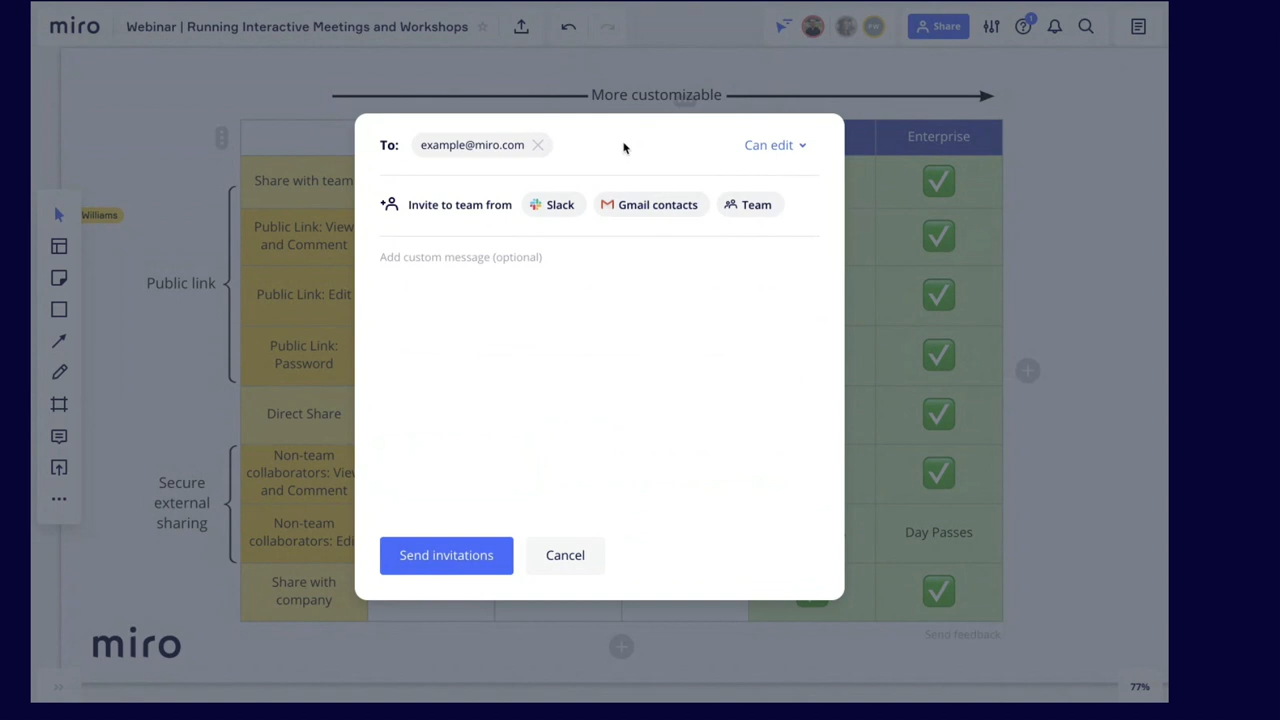 miro
Webinar | Running Interactive Meetings and Workshops
Share
1
More customizable
To:
example@miro.com
Can edit
Enterprise
Invite to team from
Slack
Gmail contacts
Team
Add custom message (optional)
Send invitations
Cancel
Williams
Public link
Secure
external
sharing
Share with team
Public Link: View
and Comment
Public Link: Edit
Public Link:
Password
Direct Share
Non-team
collaborators: View
and Comment
Non-team
collaborators: Edi
Share with
company
Day Passes
miro
Send feedback
77%